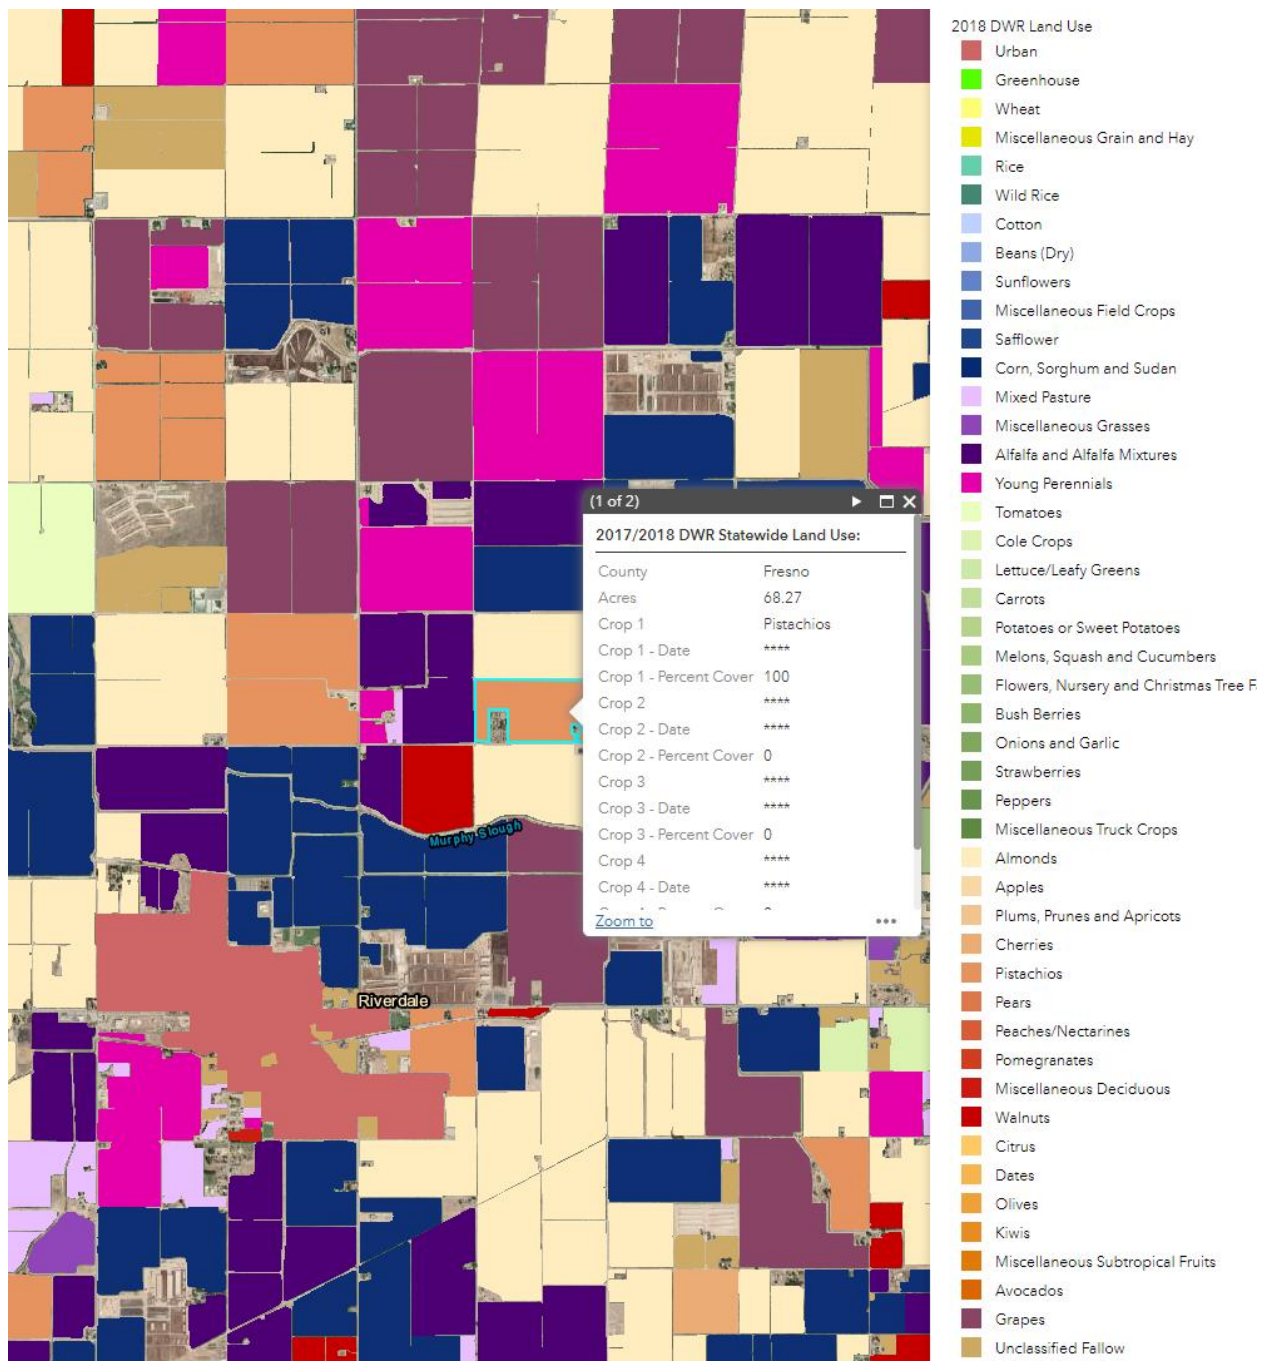 2018 DWR Land Use
Urban
Greenhouse
Wheat
Miscellaneous Grain and Hay
Rice
Wild Rice
Cotton
Beans (Dry)
Sunflowers
Miscellaneous Field Crops
Safflower
Corn, Sorghum and Sudan
Mixed Pasture
Miscellaneous Grasses
Alfalfa and Alfalfa Mixtures
Young Perennials
Tomatoes
Cole Crops
Lettuce/Leafy Greens
Carrots
Potatoes or Sweet Potatoes
Melons, Squash and Cucumbers
Flowers, Nursery and Christmas Tree F
Bush Berries
Onions and Garlic
Strawberries
Peppers
Miscellaneous Truck Crops
Almonds
Apples
Plums, Prunes and Apricots
Cherries
Pistachios
Pears
Peaches/Nectarines
Pomegranates
Miscellaneous Deciduous
Walnuts
Citrus
Dates
Olives
Kiwis
Miscellaneous Subtropical Fruits
Avocados
Grapes
Unclassified Fallow
(1 of 2)
2017/2018 DWR Statewide Land Use:
County Fresno
Acres 68.27
Crop 1 Pistachios
Crop 1 - Date ****
Crop 1 - Percent Cover 100
Crop 2 ****
Crop 2 - Date ****
Crop 2 - Percent Cover 0
Crop 3 ****
Crop 3 - Date ****
Crop 3 - Percent Cover 0
Crop 4 ****
Crop 4 - Date ****
Zoom to
Murphy Slough
Riverdale